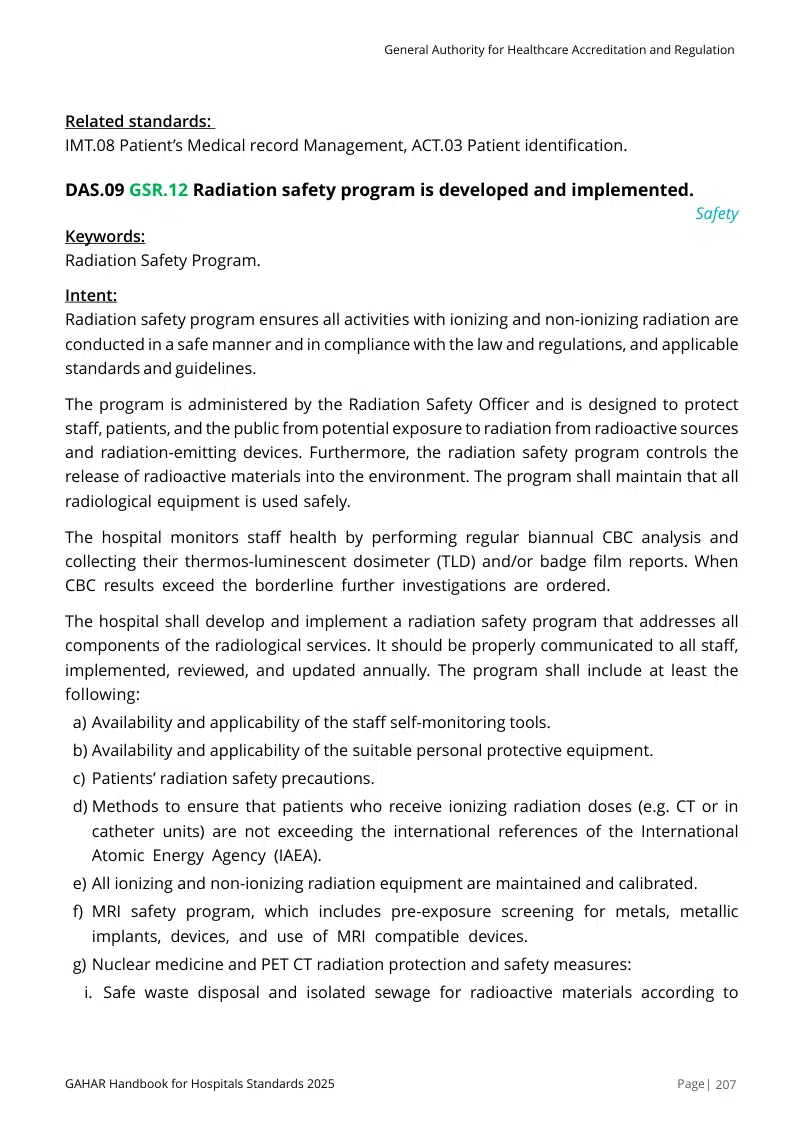 General Authority for Healthcare Accreditation and Regulation
Related standards:
IMT.08 Patient’s Medical record Management, ACT.03 Patient identification.
DAS.09 GSR.12 Radiation safety program is developed and implemented.
Safety
Keywords:
Radiation Safety Program.
Intent:
Radiation safety program ensures all activities with ionizing and non-ionizing radiation are
conducted in a safe manner and in compliance with the law and regulations, and applicable
standards and guidelines.
The program is administered by the Radiation Safety Officer and is designed to protect
staff, patients, and the public from potential exposure to radiation from radioactive sources
and radiation-emitting devices. Furthermore, the radiation safety program controls the
release of radioactive materials into the environment. The program shall maintain that all
radiological equipment is used safely.
The hospital monitors staff health by performing regular biannual CBC analysis and
collecting their thermos-luminescent dosimeter (TLD) and/or badge film reports. When
CBC results exceed the borderline further investigations are ordered.
The hospital shall develop and implement a radiation safety program that addresses all
components of the radiological services. It should be properly communicated to all staff,
implemented, reviewed, and updated annually. The program shall include at least the
following:
a) Availability and applicability of the staff self-monitoring tools.
b) Availability and applicability of the suitable personal protective equipment.
c) Patients’ radiation safety precautions.
d) Methods to ensure that patients who receive ionizing radiation doses (e.g. CT or in
catheter units) are not exceeding the international references of the International
Atomic Energy Agency (IAEA).
e) All ionizing and non-ionizing radiation equipment are maintained and calibrated.
f) MRI safety program, which includes pre-exposure screening for metals, metallic
implants, devices, and use of MRI compatible devices.
g) Nuclear medicine and PET CT radiation protection and safety measures:
i. Safe waste disposal and isolated sewage for radioactive materials according to
GAHAR Handbook for Hospitals Standards 2025
Page| 207